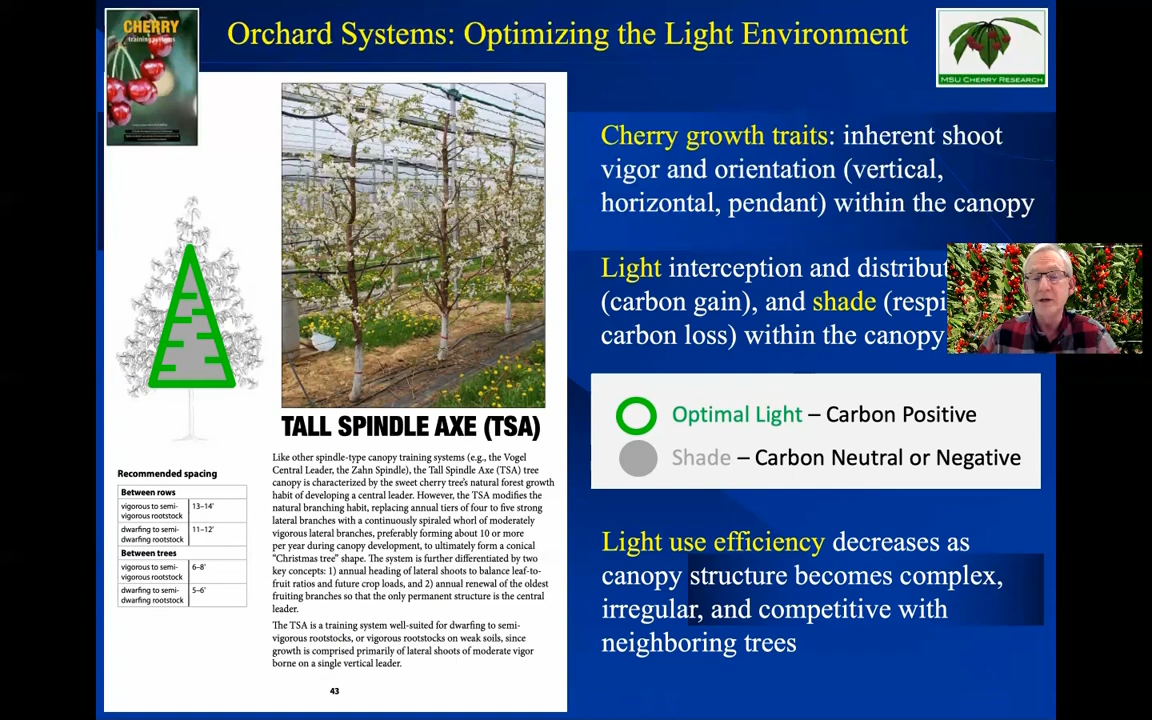 CHERRY
training systems
Orchard Systems: Optimizing the Light Environment
MSU CHERRY RESEARCH
TALL SPINDLE AXE (TSA)
Like other spindle-type canopy training systems (e.g., the Vogel
Central Leader, the Zahn Spindle), the Tall Spindle Axe (TSA) tree
canopy is characterized by the sweet cherry tree's natural forest growth
habit of developing a central leader. However, the TSA modifies the
natural branching habit, replacing annual tiers of four to five strong
lateral branches with a continuously spiraled whorl of moderately
vigorous lateral branches, preferably forming about 10 or more
per year during canopy development, to ultimately form a conical
"Christmas tree" shape. The system is further differentiated by two
key concepts: 1) annual heading of lateral shoots to balance leaf-to-
fruit ratios and future crop loads, and 2) annual renewal of the oldest
fruiting branches so that the only permanent structure is the central
leader.
The TSA is a training system well-suited for dwarfing to semi-
vigorous rootstocks, or vigorous rootstocks on weak soils, since
growth is comprised primarily of lateral shoots of moderate vigor
borne on a single vertical leader.
43
Recommended spacing
Between rows
vigorous to semi-
vigorous rootstock
13–14'
dwarfing to semi-
dwarfing rootstock
11–12'
Between trees
vigorous to semi-
vigorous rootstock
6–8'
dwarfing to semi-
dwarfing rootstock
5–6'
Cherry growth traits: inherent shoot
vigor and orientation (vertical,
horizontal, pendant) within the canopy
Light interception and distribut
(carbon gain), and shade (respi
carbon loss) within the canopy
Optimal Light – Carbon Positive
Shade – Carbon Neutral or Negative
Light use efficiency decreases as
canopy structure becomes complex,
irregular, and competitive with
neighboring trees